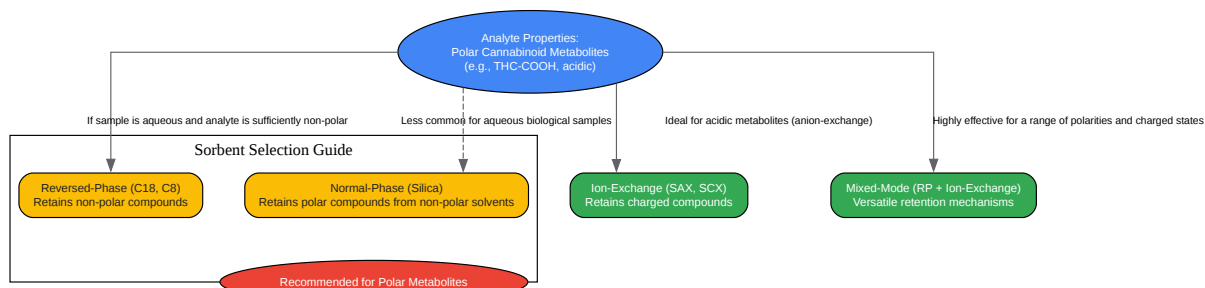 Analyte Properties:
Polar Cannabinoid Metabolites
(e.g., THC-COOH, acidic)
If sample is aqueous and analyte is sufficiently non-polar
Less common for aqueous biological samples
Ideal for acidic metabolites (anion-exchange)
Highly effective for a range of polarities and charged states
Sorbent Selection Guide
Reversed-Phase (C18, C8)
Retains non-polar compounds
Normal-Phase (Silica)
Retains polar compounds from non-polar solvents
Ion-Exchange (SAX, SCX)
Retains charged compounds
Mixed-Mode (RP + Ion-Exchange)
Versatile retention mechanisms
Recommended for Polar Metabolites